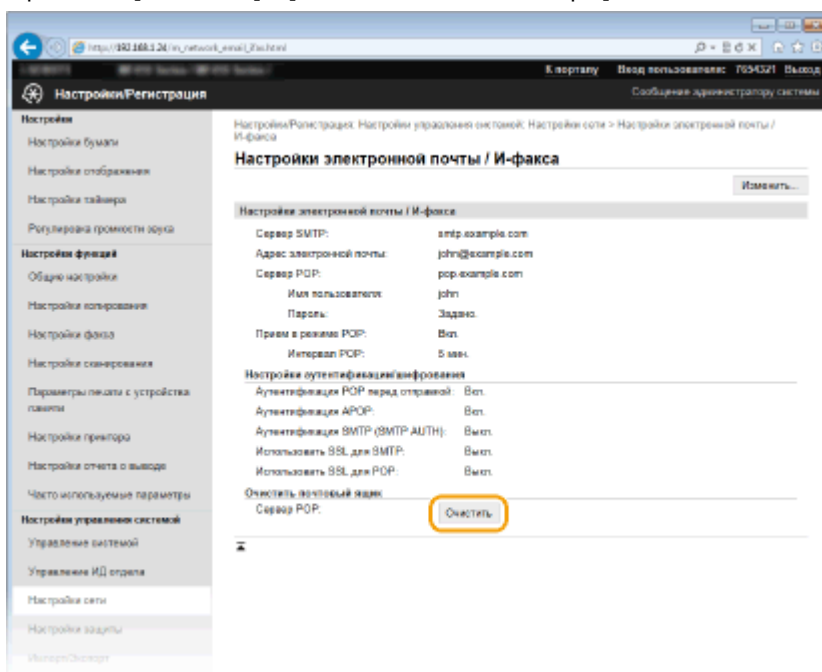 http://192.168.1.24/m_network_email_ifax.html
К порталу Вход пользователя: 7654321 Выход
Настройки/Регистрация
Сообщение администратору системы
Настройки
Настройки бумаги
Настройки отображения
Настройки таймера
Регулировка громкости звука
Настройки функций
Общие настройки
Настройки копирования
Настройки факса
Настройки сканирования
Параметры печати с устройства
памяти
Настройки принтера
Настройки отчета о выводе
Часто используемые параметры
Настройки управления системой
Управление системой
Управление ИД отдела
Настройки сети
Настройки защиты
Импорт/Экспорт
Настройки/Регистрация: Настройки управления системой: Настройки сети > Настройки электронной почты /
И-факса
Настройки электронной почты / И-факса
Изменить...
Настройки электронной почты / И-факса
Сервер SMTP: smtp.example.com
Адрес электронной почты: john@example.com
Сервер POP: pop.example.com
Имя пользователя: john
Пароль: Задано.
Прием в режиме POP: Вкл.
Интервал POP: 5 мин.
Настройки аутентификации/шифрования
Аутентификация POP перед отправкой: Вкл.
Аутентификация APOP: Вкл.
Аутентификация SMTP (SMTP AUTH): Выкл.
Использовать SSL для SMTP: Выкл.
Использовать SSL для POP: Выкл.
Очистить почтовый ящик
Сервер POP: Очистить